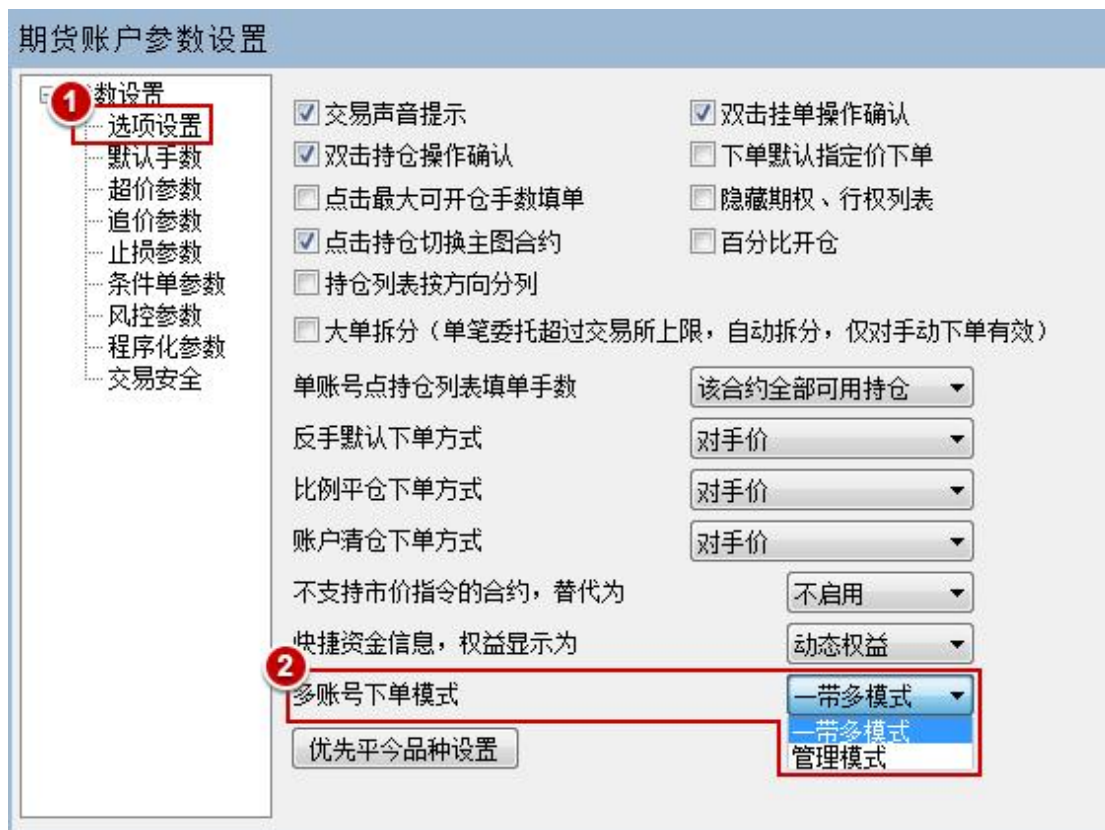 期货账户参数设置
1
数设置
选项设置
默认手数
超价参数
追价参数
止损参数
条件单参数
风控参数
程序化参数
交易安全
交易声音提示
双击挂单操作确认
双击持仓操作确认
下单默认指定价下单
点击最大可开仓手数填单
隐藏期权、行权列表
点击持仓切换主图合约
百分比开仓
持仓列表按方向分列
大单拆分（单笔委托超过交易所上限，自动拆分，仅对手动下单有效）
单账号点持仓列表填单手数
该合约全部可用持仓
反手默认下单方式
对手价
比例平仓下单方式
对手价
账户清仓下单方式
对手价
不支持市价指令的合约，替代为
不启用
快捷资金信息，权益显示为
动态权益
2
多账号下单模式
一带多模式
一带多模式
管理模式
优先平今品种设置